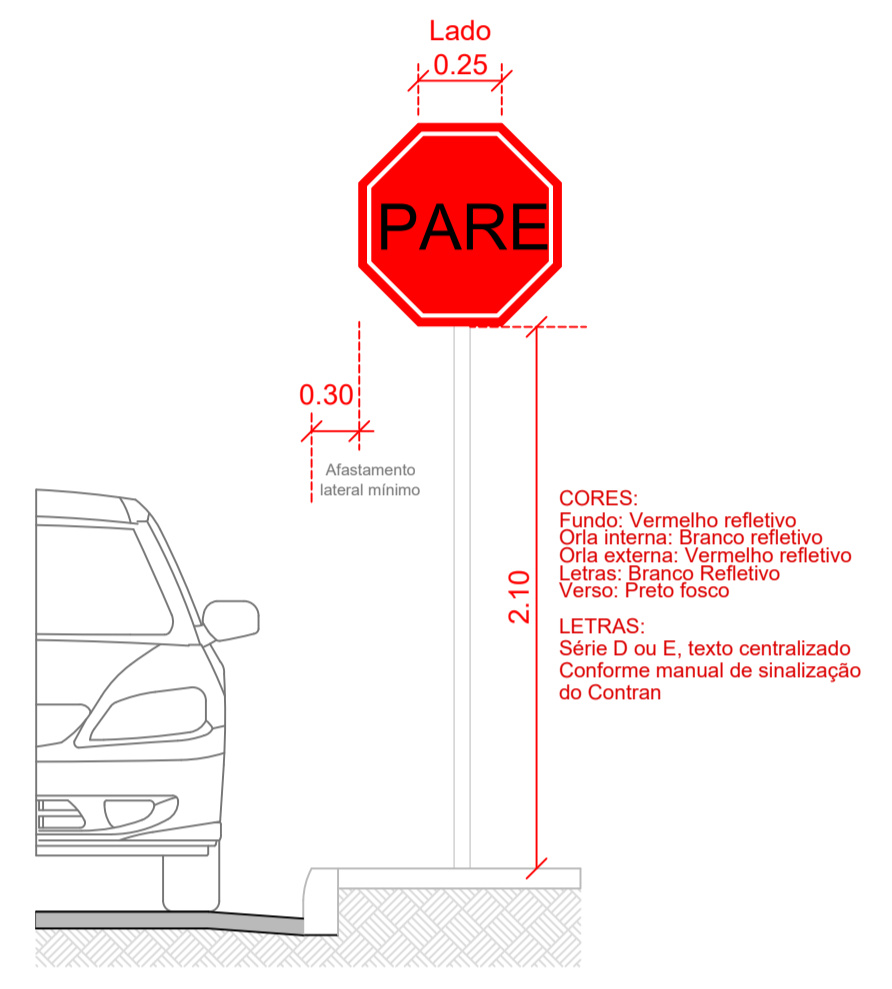 Lado
0.25
PARE
0.30
Afastamento
lateral mínimo
2.10
CORES:
Fundo: Vermelho refletivo
Orla interna: Branco refletivo
Orla externa: Vermelho refletivo
Letras: Branco Refletivo
Verso: Preto fosco
LETRAS:
Série D ou E, texto centralizado
Conforme manual de sinalização
do Contran